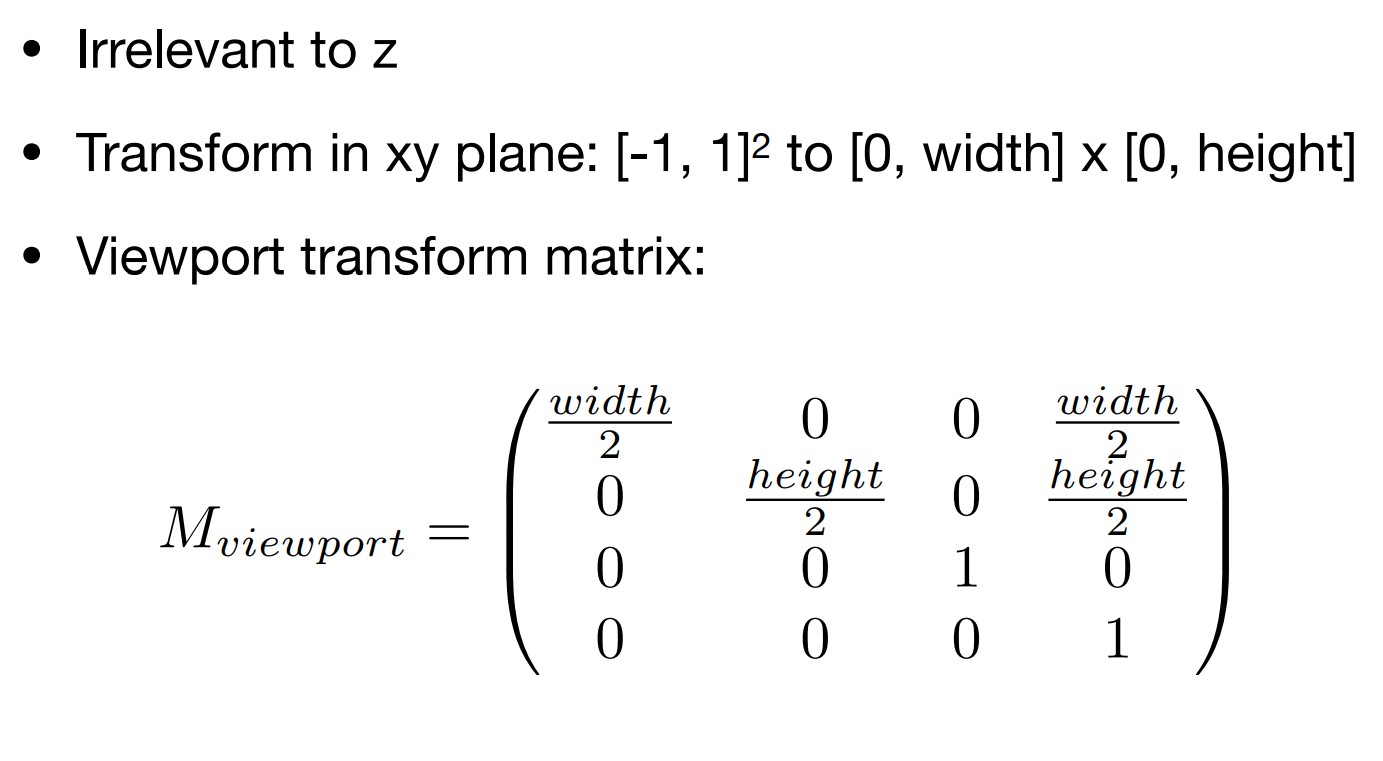 • Irrelevant to z
• Transform in xy plane: [-1, 1]² to [0, width] x [0, height]
• Viewport transform matrix:
$$M_{viewport} = \begin{pmatrix} \frac{width}{2} & 0 & 0 & \frac{width}{2} \\ 0 & \frac{height}{2} & 0 & \frac{height}{2} \\ 0 & 0 & 1 & 0 \\ 0 & 0 & 0 & 1 \end{pmatrix}$$